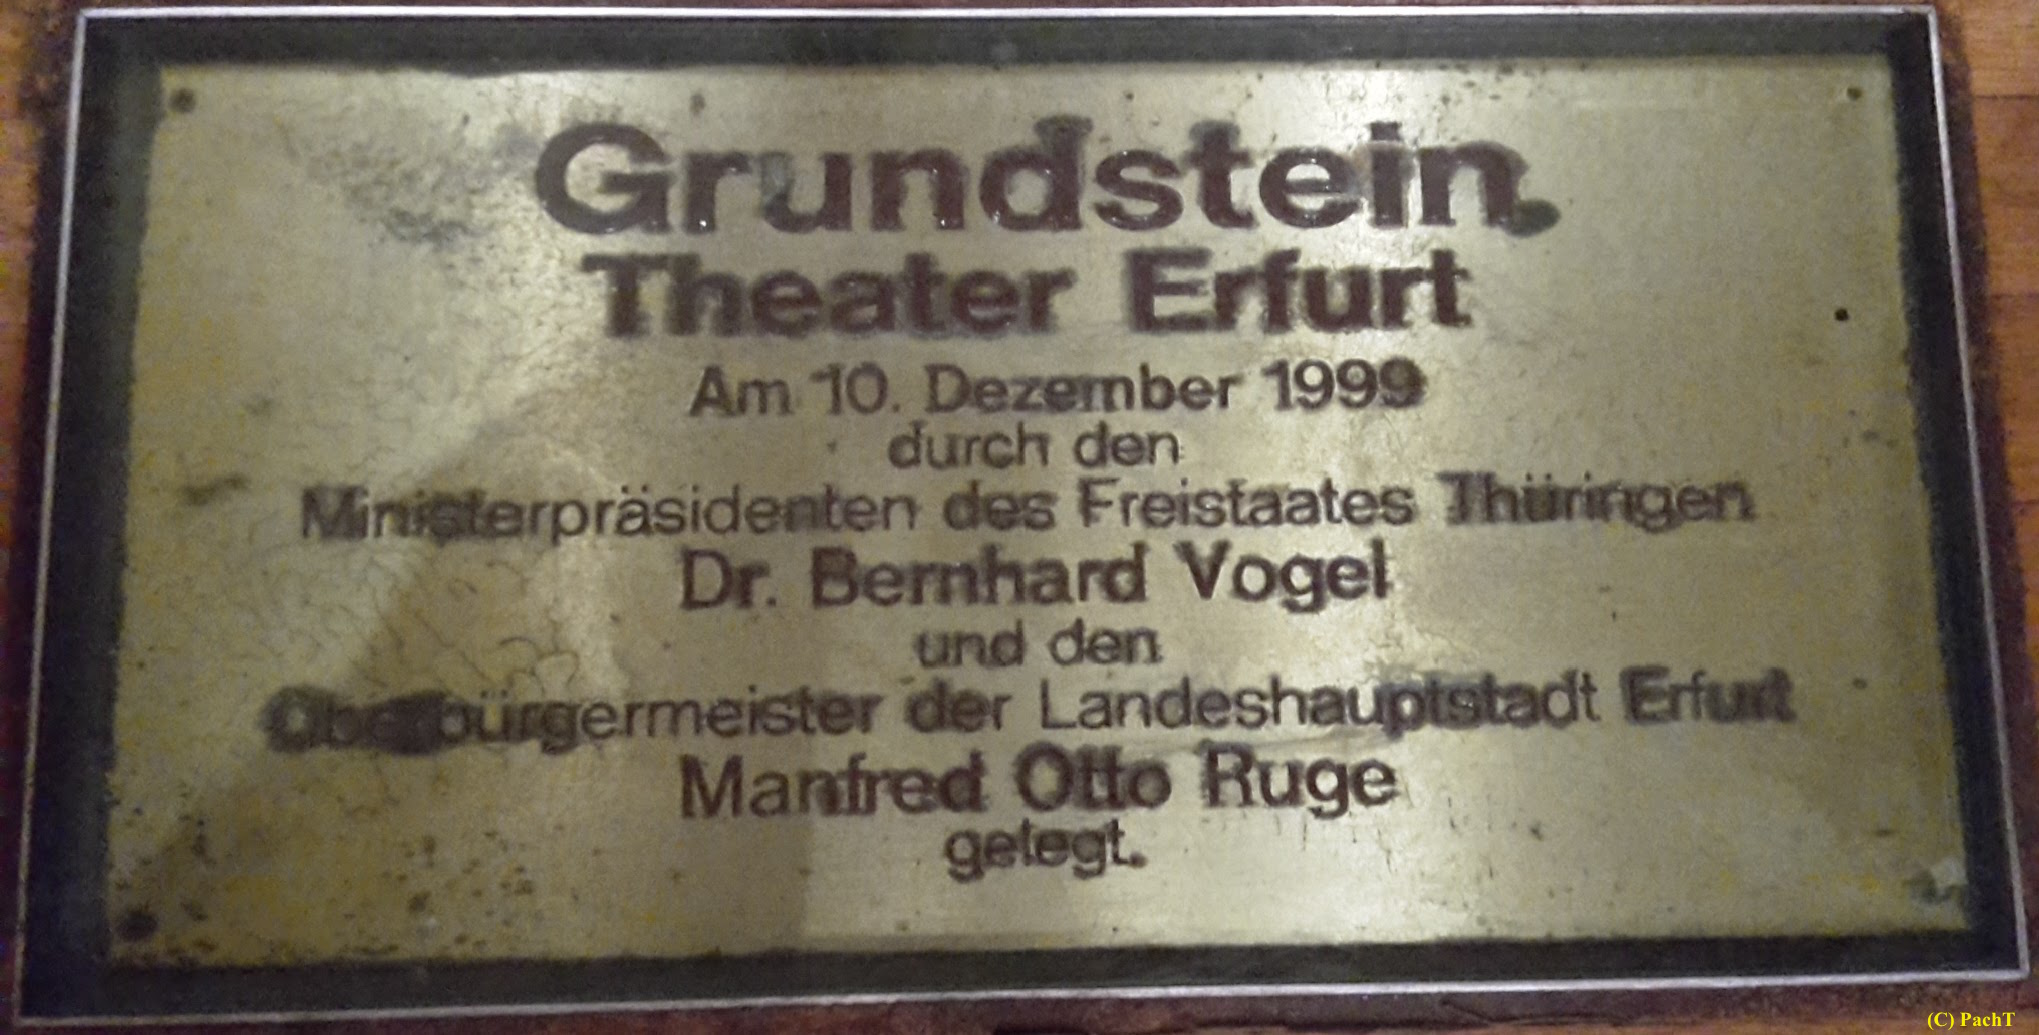 Grundstein.
Theater Erfurt
Am 10. Dezember 1999
durch den
Ministerpräsidenten des Freistaates Thüringen
Dr. Bernhard Vogel
und den
Oberbürgermeister der Landeshauptstadt Erfurt
Manfred Otto Ruge
gelegt.
(C) PachT